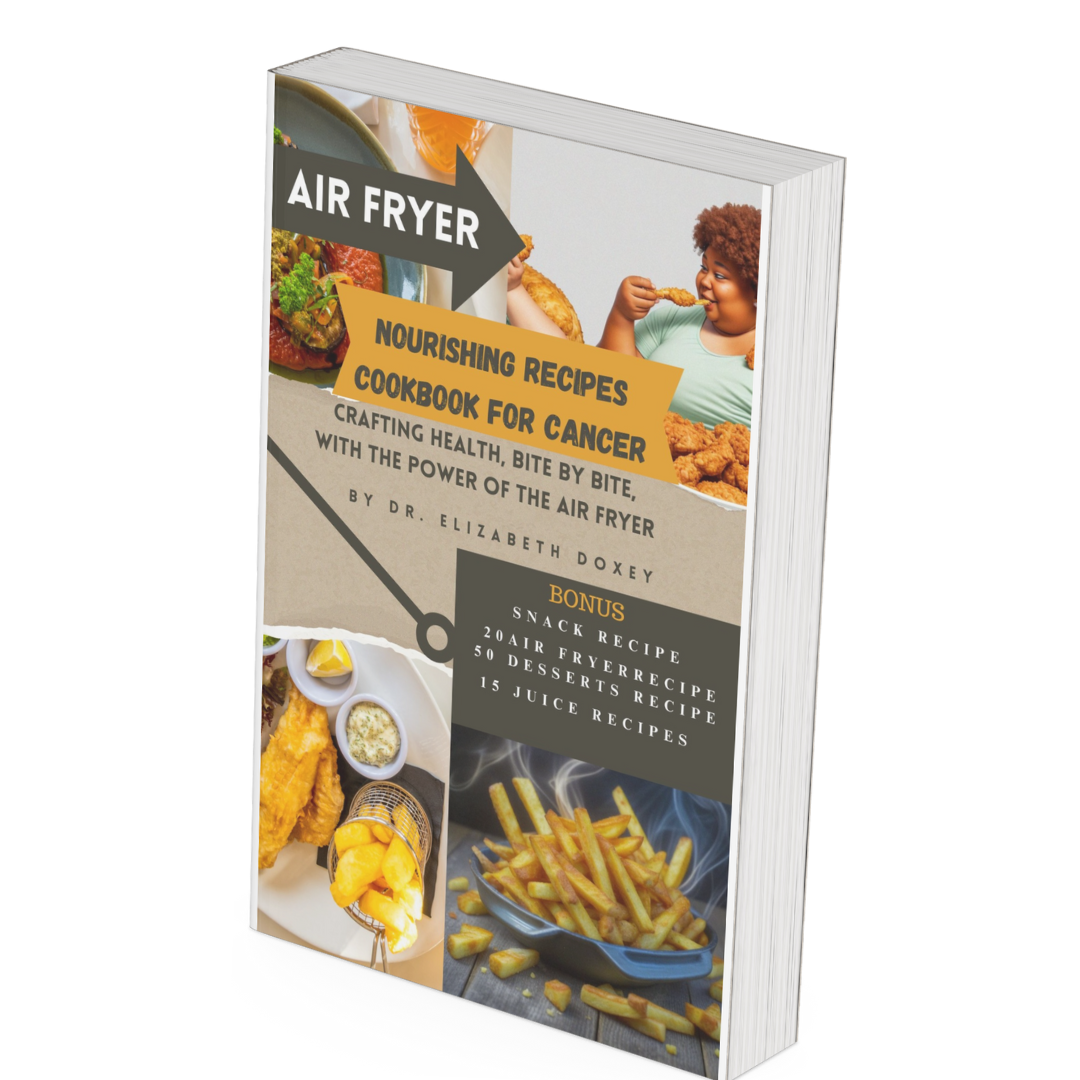 AIR FRYER
NOURISHING RECIPES
COOKBOOK FOR CANCER
CRAFTING HEALTH, BITE BY BITE,
WITH THE POWER OF THE AIR FRYER
BY DR. ELIZABETH DOXEY
BONUS
SNACK RECIPE
20AIR FRYERRECIPE
50 DESSERTS RECIPE
15 JUICE RECIPES